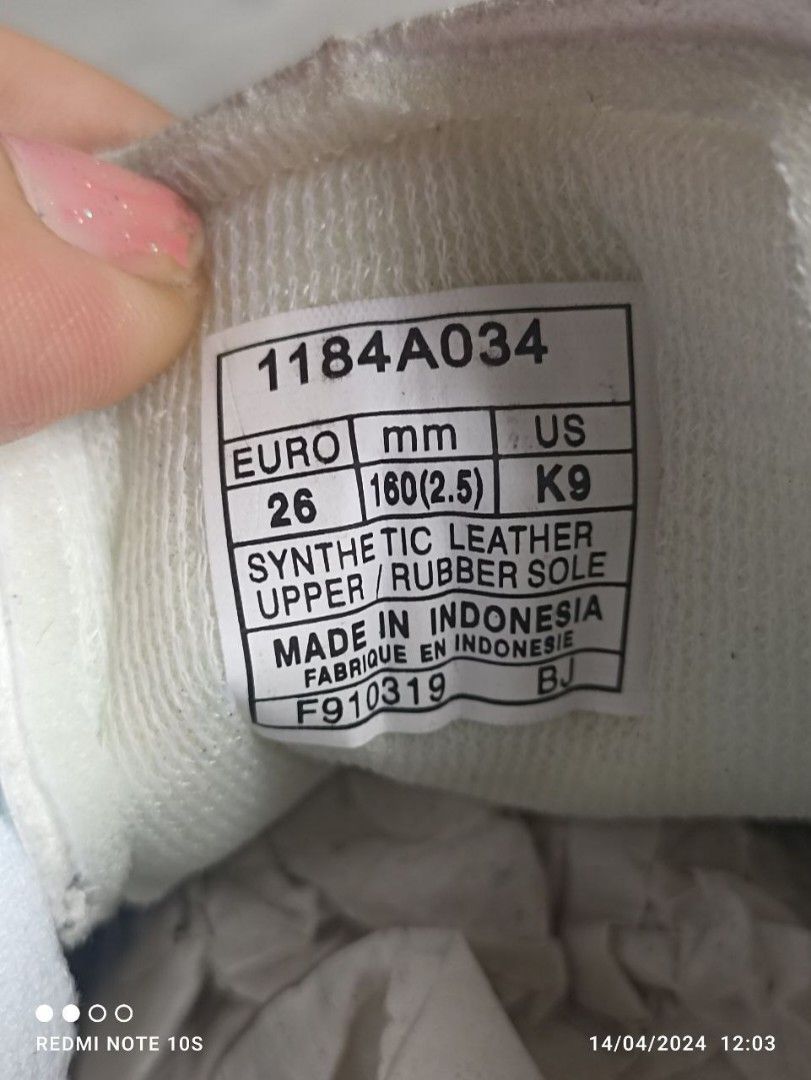 1184A034
EURO mm US
26 160(2.5) K9
SYNTHETIC LEATHER
UPPER / RUBBER SOLE
MADE IN INDONESIA
FABRIQUE EN INDONESIE
F910319 BJ
REDMI NOTE 10S 14/04/2024 12:03